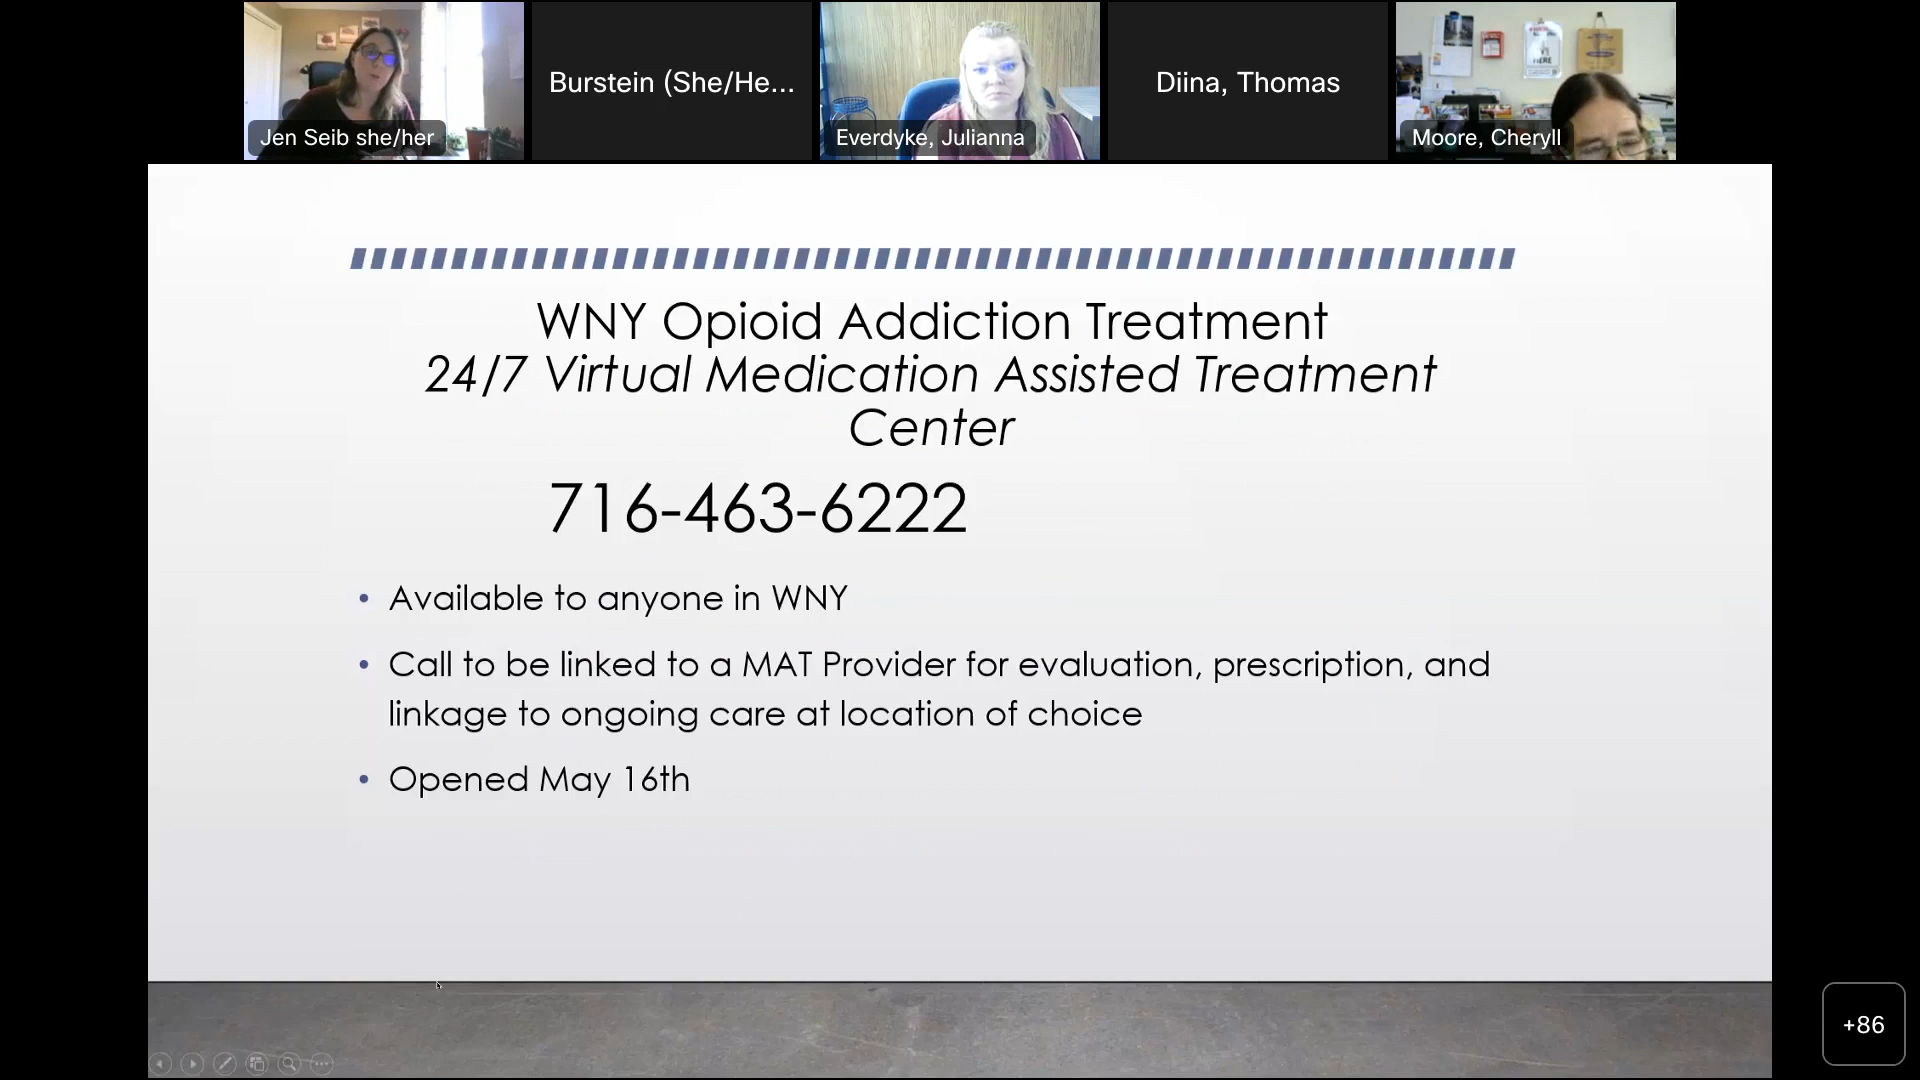 Jen Seib she/her
Burstein (She/He...
Everdyke, Julianna
Diina, Thomas
HERE
Moore, Cheryll
WNY Opioid Addiction Treatment
24/7 Virtual Medication Assisted Treatment
Center
716-463-6222
• Available to anyone in WNY
• Call to be linked to a MAT Provider for evaluation, prescription, and
linkage to ongoing care at location of choice
• Opened May 16th
+86